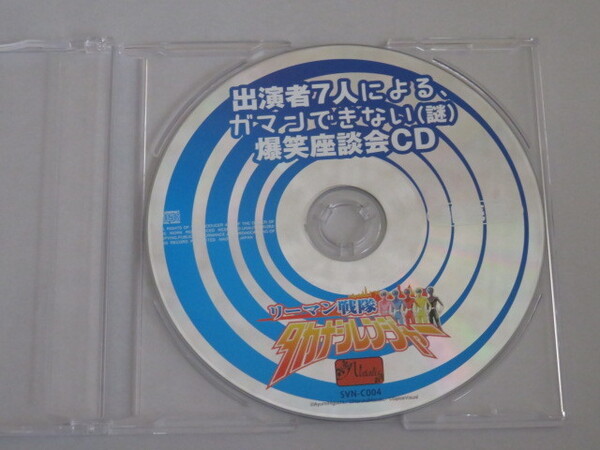 出演者7人による、
ガマンできない(謎)
爆笑座談会CD
リーマン戦隊
タカナシレンジャー
SVN-C004